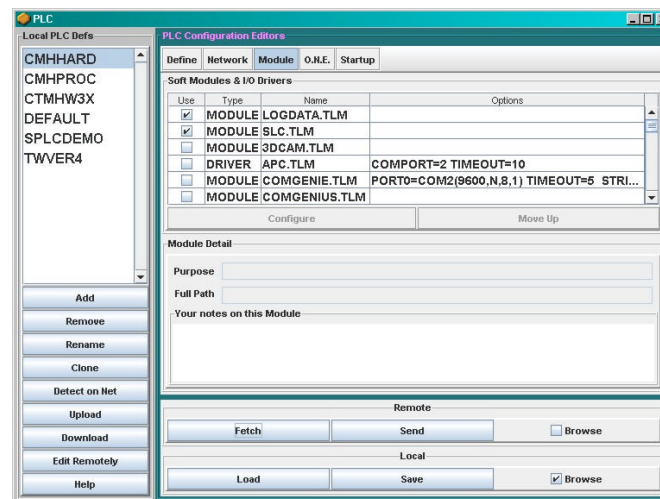 PLC
Local PLC Defs
CMHHARD
CMHPROC
CTMHW3X
DEFAULT
SPLCDEMO
TWVER4
Add
Remove
Rename
Clone
Detect on Net
Upload
Download
Edit Remotely
Help
PLC Configuration Editors
Define Network Module O.N.E. Startup
Soft Modules & I/O Drivers
Use Type Name Options
MODULE LOGDATA.TLM
MODULE SLC.TLM
MODULE 3DCAM.TLM
DRIVER APC.TLM COMPORT=2 TIMEOUT=10
MODULE COMGENIE.TLM PORT0=COM2(9600,N,8,1) TIMEOUT=5 STRI...
MODULE COMGENIUS.TLM
Configure Move Up
Module Detail
Purpose
Full Path
Your notes on this Module
Remote
Fetch Send Browse
Local
Load Save Browse